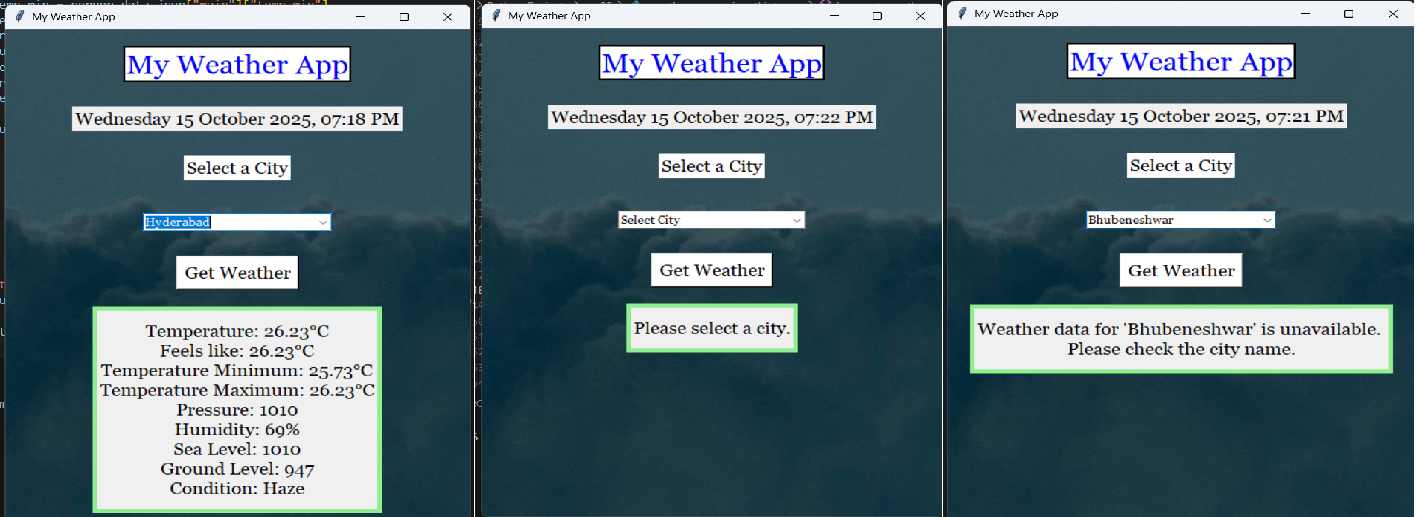 My Weather App
My Weather App
Wednesday 15 October 2025, 07:18 PM
Select a City
Hyderabad
Get Weather
Temperature: 26.23°C
Feels like: 26.23°C
Temperature Minimum: 25.73°C
Temperature Maximum: 26.23°C
Pressure: 1010
Humidity: 69%
Sea Level: 1010
Ground Level: 947
Condition: Haze
My Weather App
My Weather App
Wednesday 15 October 2025, 07:22 PM
Select a City
Select City
Get Weather
Please select a city.
My Weather App
My Weather App
Wednesday 15 October 2025, 07:21 PM
Select a City
Bhubeneshwar
Get Weather
Weather data for 'Bhubeneshwar' is unavailable.
Please check the city name.